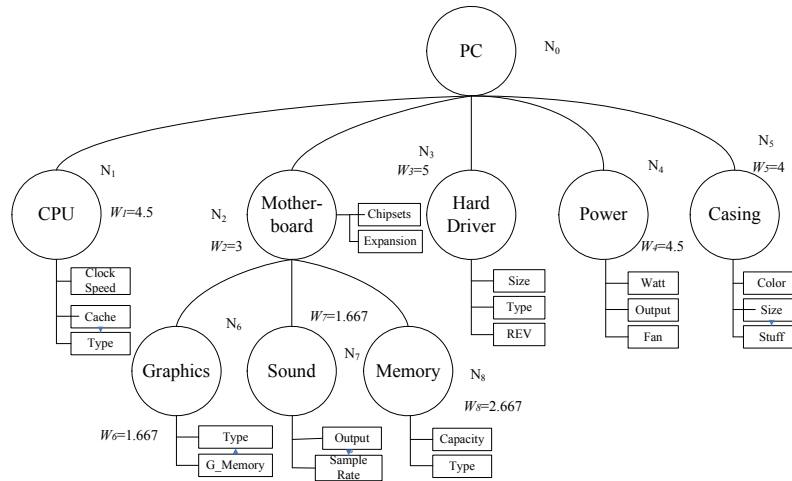 PC
N0
N1
CPU
W1=4.5
Clock
Speed
Cache
Type
N2
Mother-
board
W2=3
Chipsets
Expansion
N3
W3=5
Hard
Driver
Size
Type
REV
N4
Power
W4=4.5
Watt
Output
Fan
N5
W5=4
Casing
Color
Size
Stuff
N6
Graphics
W6=1.667
Type
G_Memory
W7=1.667
N7
Sound
Output
Sample
Rate
N8
Memory
W8=2.667
Capacity
Type